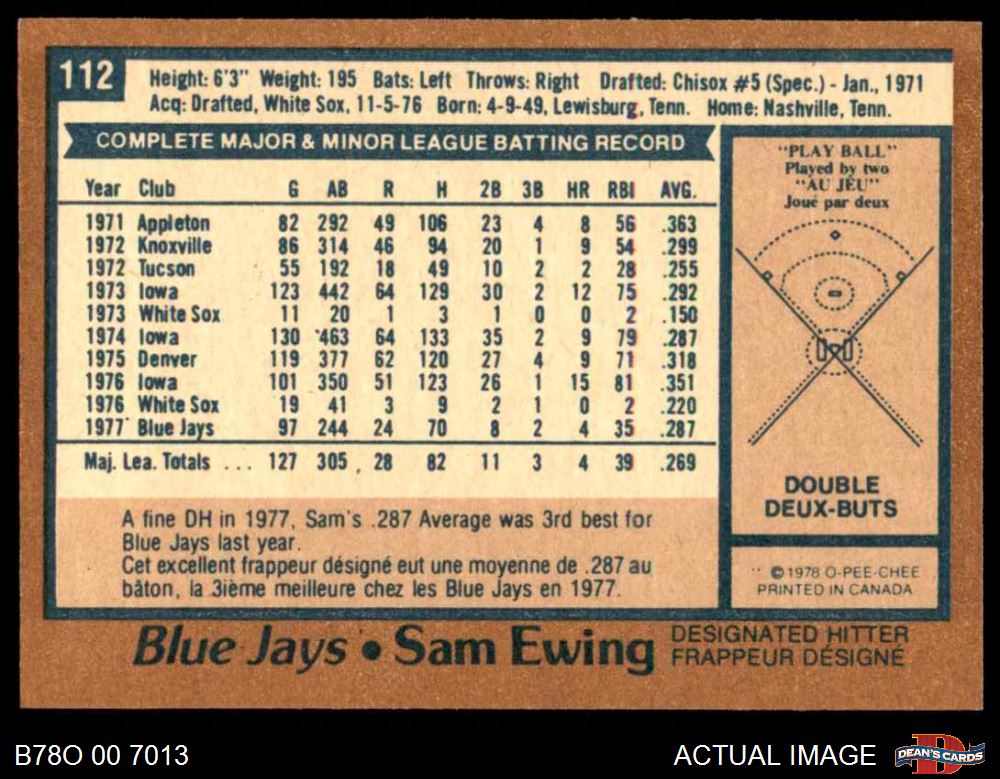 112
Height: 6'3" Weight: 195 Bats: Left Throws: Right Drafted: Chisox #5 (Spec.) - Jan., 1971
Acq: Drafted, White Sox, 11-5-76 Born: 4-9-49, Lewisburg, Tenn. Home: Nashville, Tenn.
COMPLETE MAJOR & MINOR LEAGUE BATTING RECORD
Year Club G AB R H 2B 3B HR RBI AVG.
1971 Appleton 82 292 49 106 23 4 8 56 .363
1972 Knoxville 86 314 46 94 20 1 9 54 .299
1972 Tucson 55 192 18 49 10 2 2 28 .255
1973 Iowa 123 442 64 129 30 2 12 75 .292
1973 White Sox 11 20 1 3 1 0 0 2 .150
1974 Iowa 130 463 64 133 35 2 9 79 .287
1975 Denver 119 377 62 120 27 4 9 71 .318
1976 Iowa 101 350 51 123 26 1 15 81 .351
1976 White Sox 19 41 3 9 2 1 0 2 .220
1977 Blue Jays 97 244 24 70 8 2 4 35 .287
Maj. Lea. Totals ... 127 305 28 82 11 3 4 39 .269
A fine DH in 1977, Sam's .287 Average was 3rd best for
Blue Jays last year.
Cet excellent frappeur désigné eut une moyenne de .287 au
bâton, la 3ième meilleure chez les Blue Jays en 1977.
"PLAY BALL"
Played by two
"AU JEU"
Joué par deux
DOUBLE
DEUX-BUTS
© 1978 O-PEE-CHEE
PRINTED IN CANADA
Blue Jays • Sam Ewing
DESIGNATED HITTER
FRAPPEUR DÉSIGNÉ
B78O 00 7013
ACTUAL IMAGE
DEAN'S CARDS